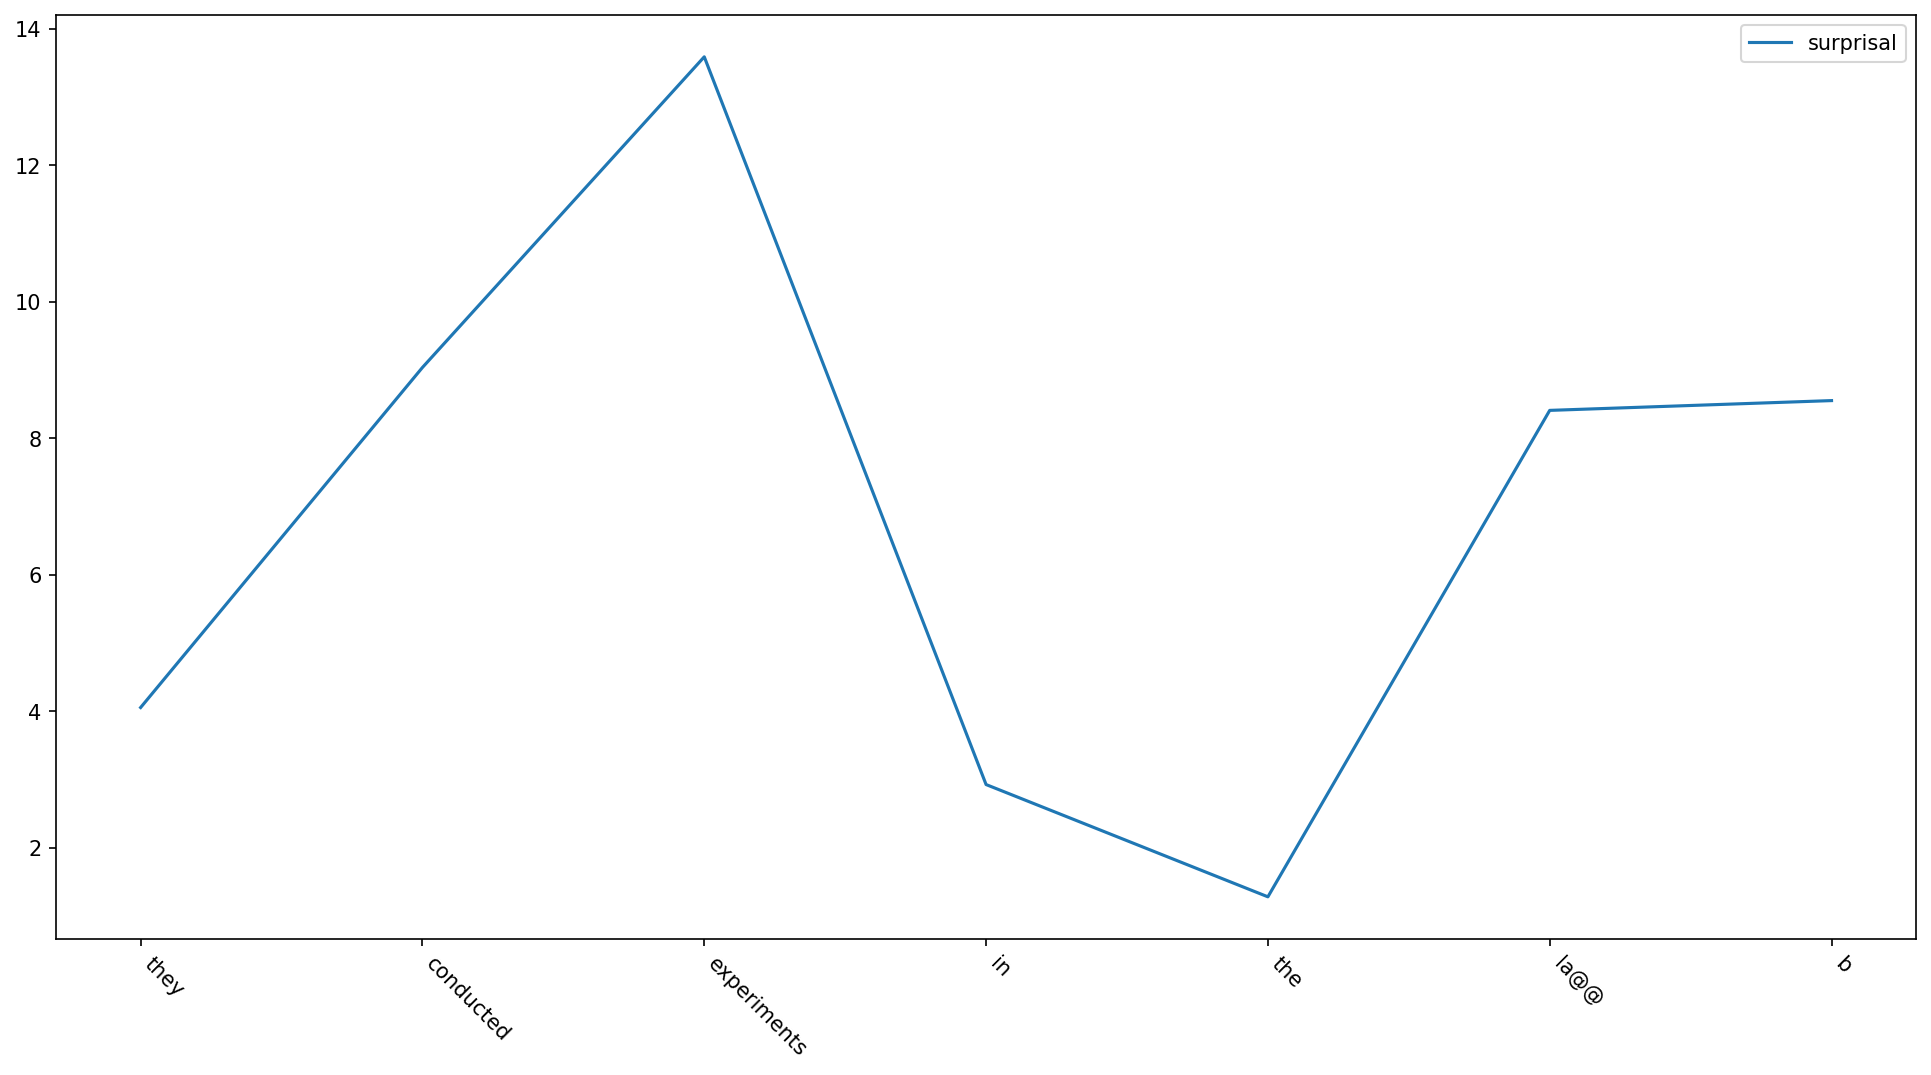 surprisal
14
12
10
8
6
4
2
they
conducted
experiments
in
the
la@@
b